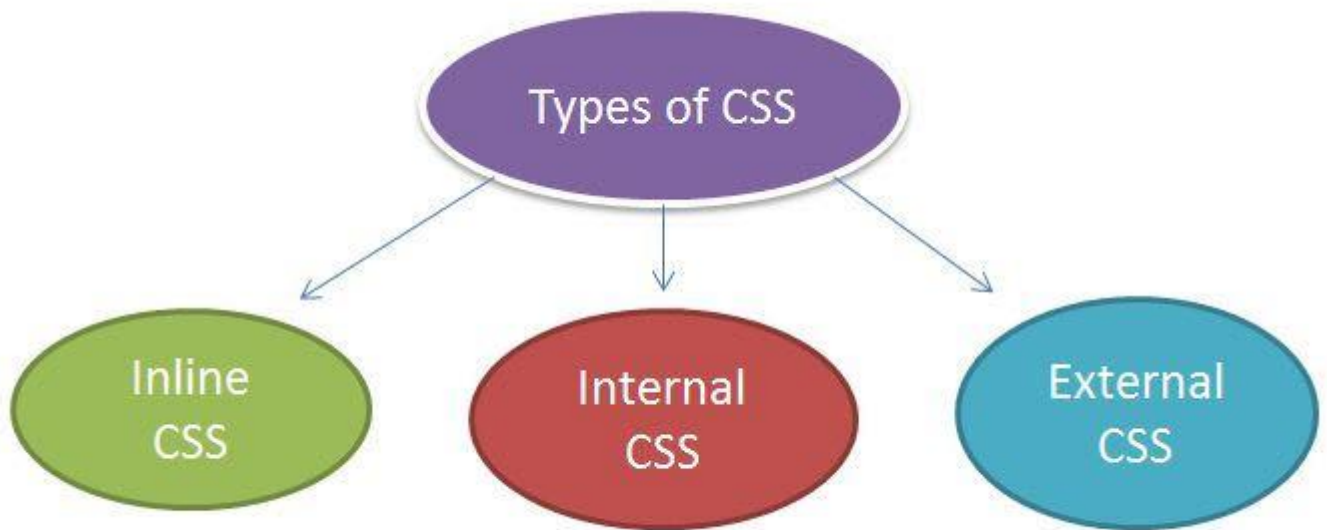 Types of CSS
Inline
CSS
Internal
CSS
External
CSS